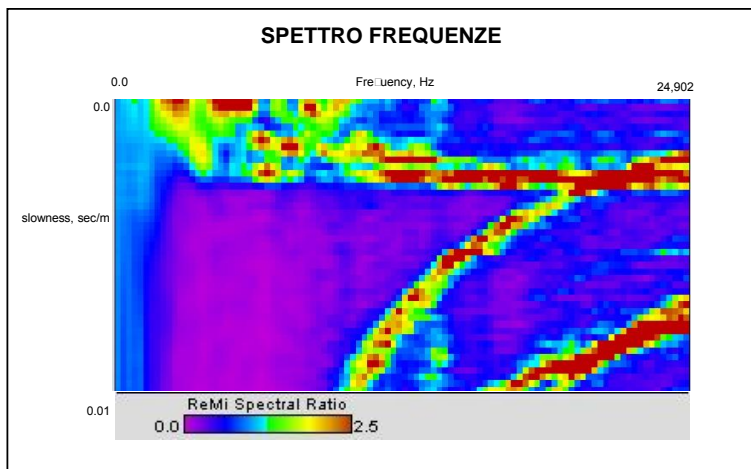 SPETTRO FREQUENZE
0.0 Fre□uency, Hz 24,902
0.0
slowness, sec/m
0.01
ReMi Spectral Ratio
0.0 2.5